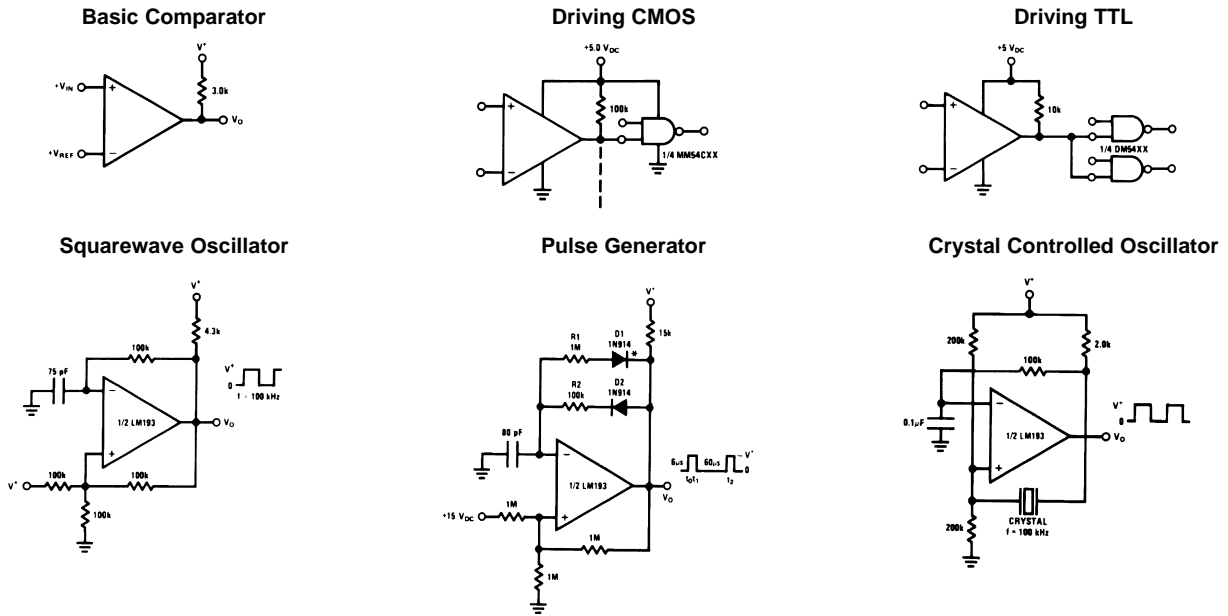 Basic Comparator
V+
3.0k
+VIN
+
VO
+VREF
−
Driving CMOS
+5.0 VDC
100k
+
−
1/4 MM54CXX
Driving TTL
+5 VDC
10k
+
−
1/4 DM54XX
Squarewave Oscillator
V+
4.3k
100k
75 pF
V+
0
f = 100 kHz
−
1/2 LM193
VO
+
V+
100k
100k
100k
Pulse Generator
V+
15k
R1
1M
D1
1N914
*
R2
100k
D2
1N914
80 pF
−
6μs
60μs
V+
0
t0
t1
t2
1/2 LM193
VO
+15 VDC
1M
+
1M
1M
Crystal Controlled Oscillator
V+
200k
2.0k
100k
V+
0
0.1μF
−
1/2 LM193
VO
+
200k
CRYSTAL
f = 100 kHz